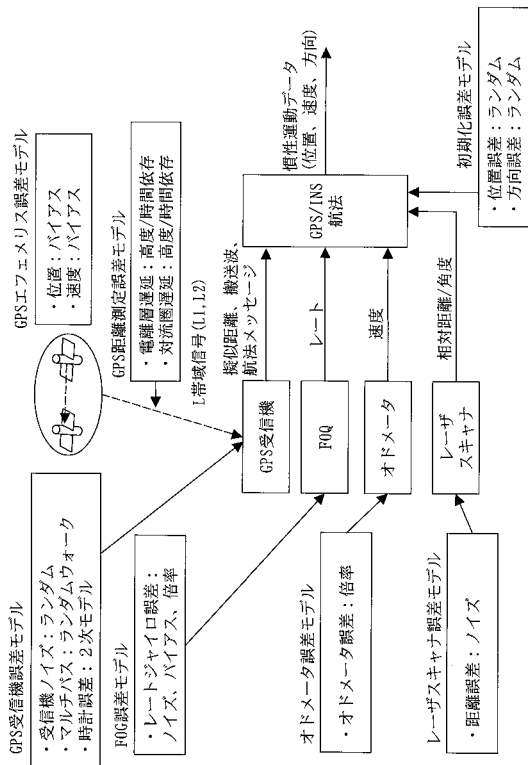 GPS受信機誤差モデル
・受信機ノイズ：ランダム
・マルチパス：ランダムウォーク
・時計誤差：2次モデル
GPSエフェメリス誤差モデル
・位置：バイアス
・速度：バイアス
GPS距離測定誤差モデル
・電離層遅延：高度/時間依存
・対流圏遅延：高度/時間依存
L帯域信号(L1,L2)
FOG誤差モデル
・レートジャイロ誤差：
ノイズ、バイアス、倍率
オドメータ誤差モデル
・オドメータ誤差：倍率
レーザスキャナ誤差モデル
・距離誤差：ノイズ
GPS受信機
FOQ
オドメータ
レーザ
スキャナ
擬似距離、搬送波、
航法メッセージ
レート
速度
相対距離/角度
GPS/INS
航法
慣性運動データ
(位置、速度、方向)
初期化誤差モデル
・位置誤差：ランダム
・方向誤差：ランダム